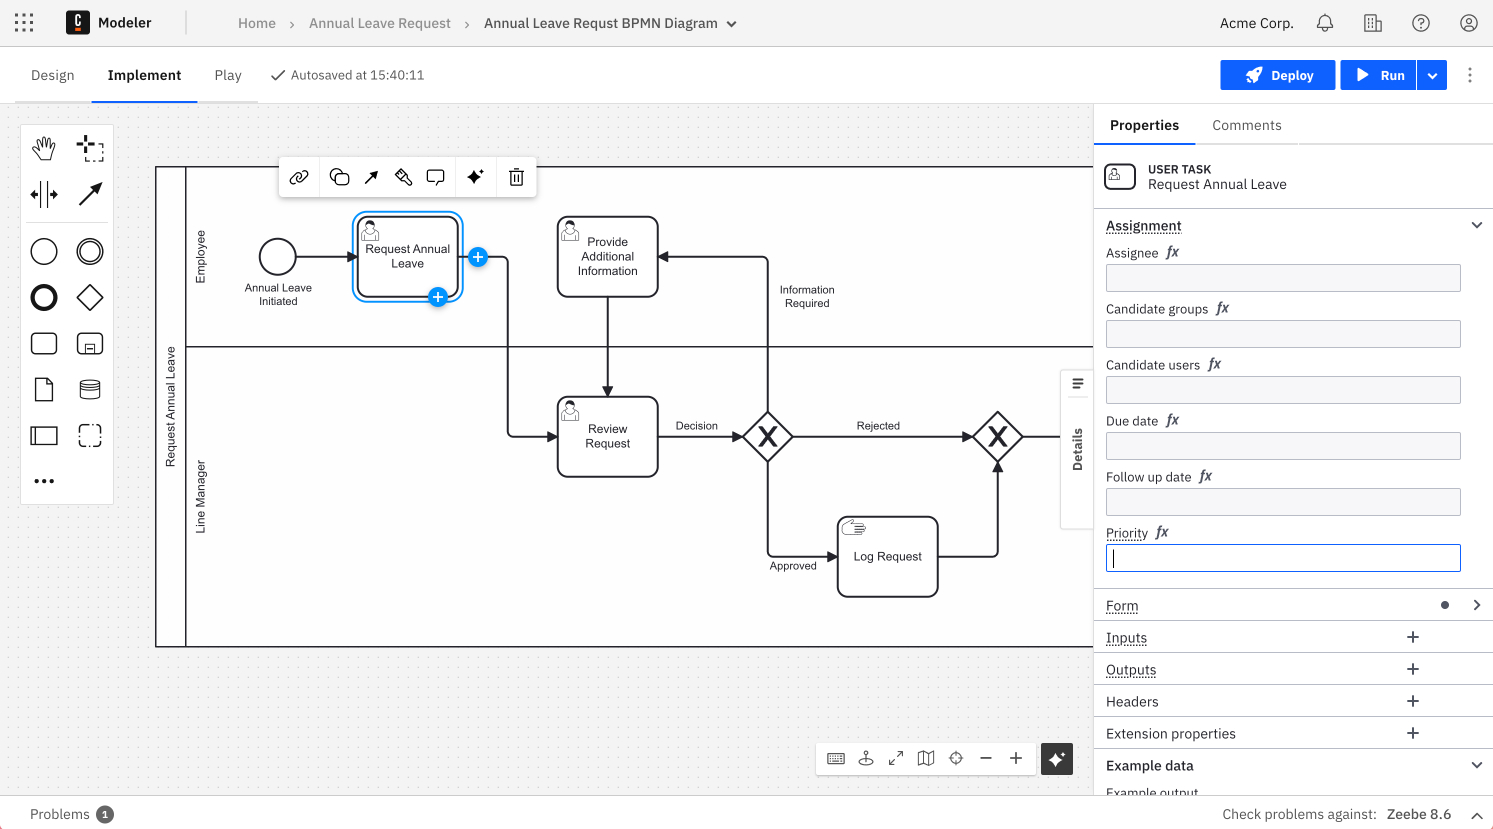 Modeler
Home
Annual Leave Request
Annual Leave Requst BPMN Diagram
Acme Corp.
Design
Implement
Play
Autosaved at 15:40:11
Deploy
Run
Request Annual Leave
Employee
Line Manager
Annual Leave
Initiated
Request Annual
Leave
Provide
Additional
Information
Information
Required
Review
Request
Decision
Rejected
Approved
Log Request
Details
Properties
Comments
USER TASK
Request Annual Leave
Assignment
Assignee fx
Candidate groups fx
Candidate users fx
Due date fx
Follow up date fx
Priority fx
Form
Inputs
Outputs
Headers
Extension properties
Example data
Example output
Problems 1
Check problems against: Zeebe 8.6